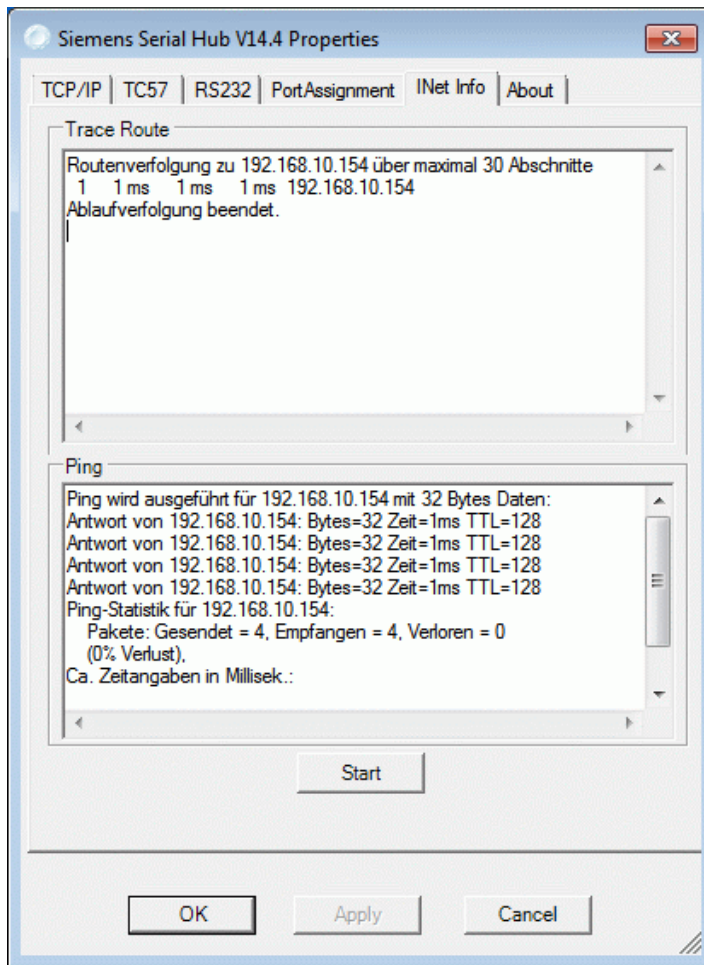 Siemens Serial Hub V14.4 Properties
TCP/IP TC57 RS232 PortAssignment INet Info About
Trace Route
Routenverfolgung zu 192.168.10.154 über maximal 30 Abschnitte
1 1 ms 1 ms 1 ms 192.168.10.154
Ablaufverfolgung beendet.
Ping
Ping wird ausgeführt für 192.168.10.154 mit 32 Bytes Daten:
Antwort von 192.168.10.154: Bytes=32 Zeit=1ms TTL=128
Antwort von 192.168.10.154: Bytes=32 Zeit=1ms TTL=128
Antwort von 192.168.10.154: Bytes=32 Zeit=1ms TTL=128
Antwort von 192.168.10.154: Bytes=32 Zeit=1ms TTL=128
Ping-Statistik für 192.168.10.154:
Pakete: Gesendet = 4, Empfangen = 4, Verloren = 0
(0% Verlust),
Ca. Zeitangaben in Millisek.:
Start
OK Apply Cancel